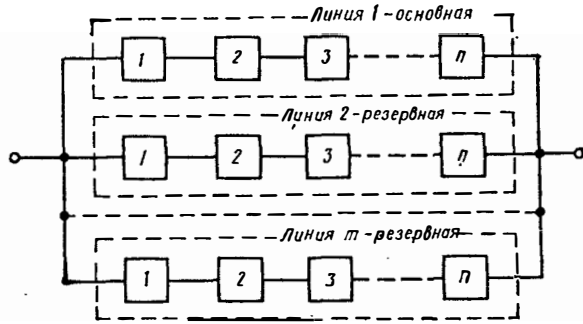 Линия 1-основная
1 2 3 n
Линия 2-резервная
1 2 3 n
Линия m-резервная
1 2 3 n